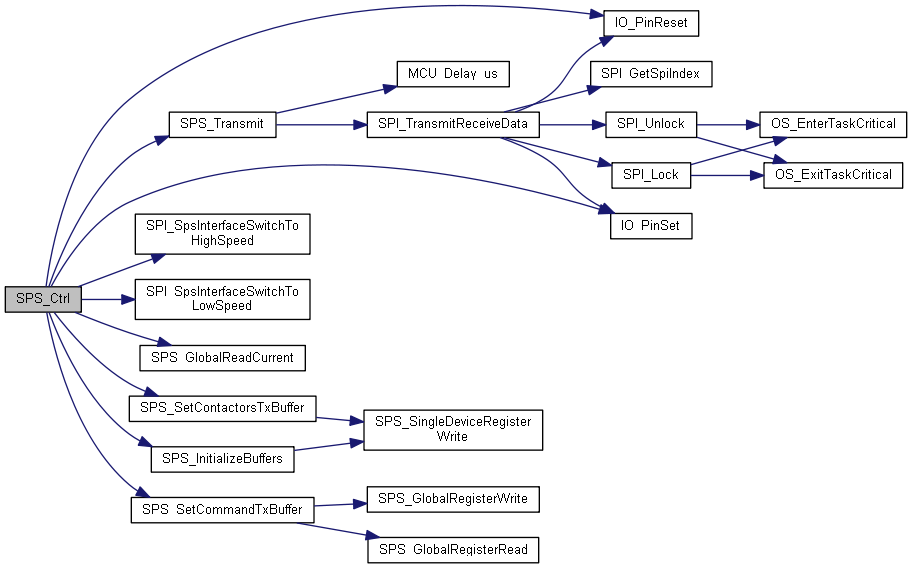 IO_PinReset
MCU_Delay_us
SPI_GetSpiIndex
SPS_Transmit
SPI_TransmitReceiveData
SPI_Unlock
OS_EnterTaskCritical
SPI_Lock
OS_ExitTaskCritical
IO_PinSet
SPI_SpsInterfaceSwitchTo
HighSpeed
SPI_SpsInterfaceSwitchTo
LowSpeed
SPS_Ctrl
SPS_GlobalReadCurrent
SPS_SetContactorsTxBuffer
SPS_SingleDeviceRegister
Write
SPS_InitializeBuffers
SPS_GlobalRegisterWrite
SPS_SetCommandTxBuffer
SPS_GlobalRegisterRead